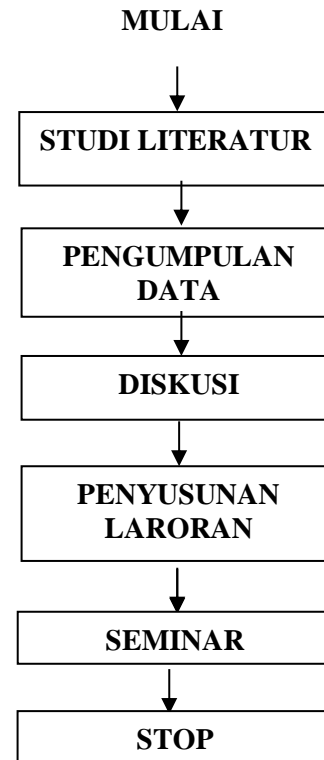 MULAI
STUDI LITERATUR
PENGUMPULAN
DATA
DISKUSI
PENYUSUNAN
LARORAN
SEMINAR
STOP